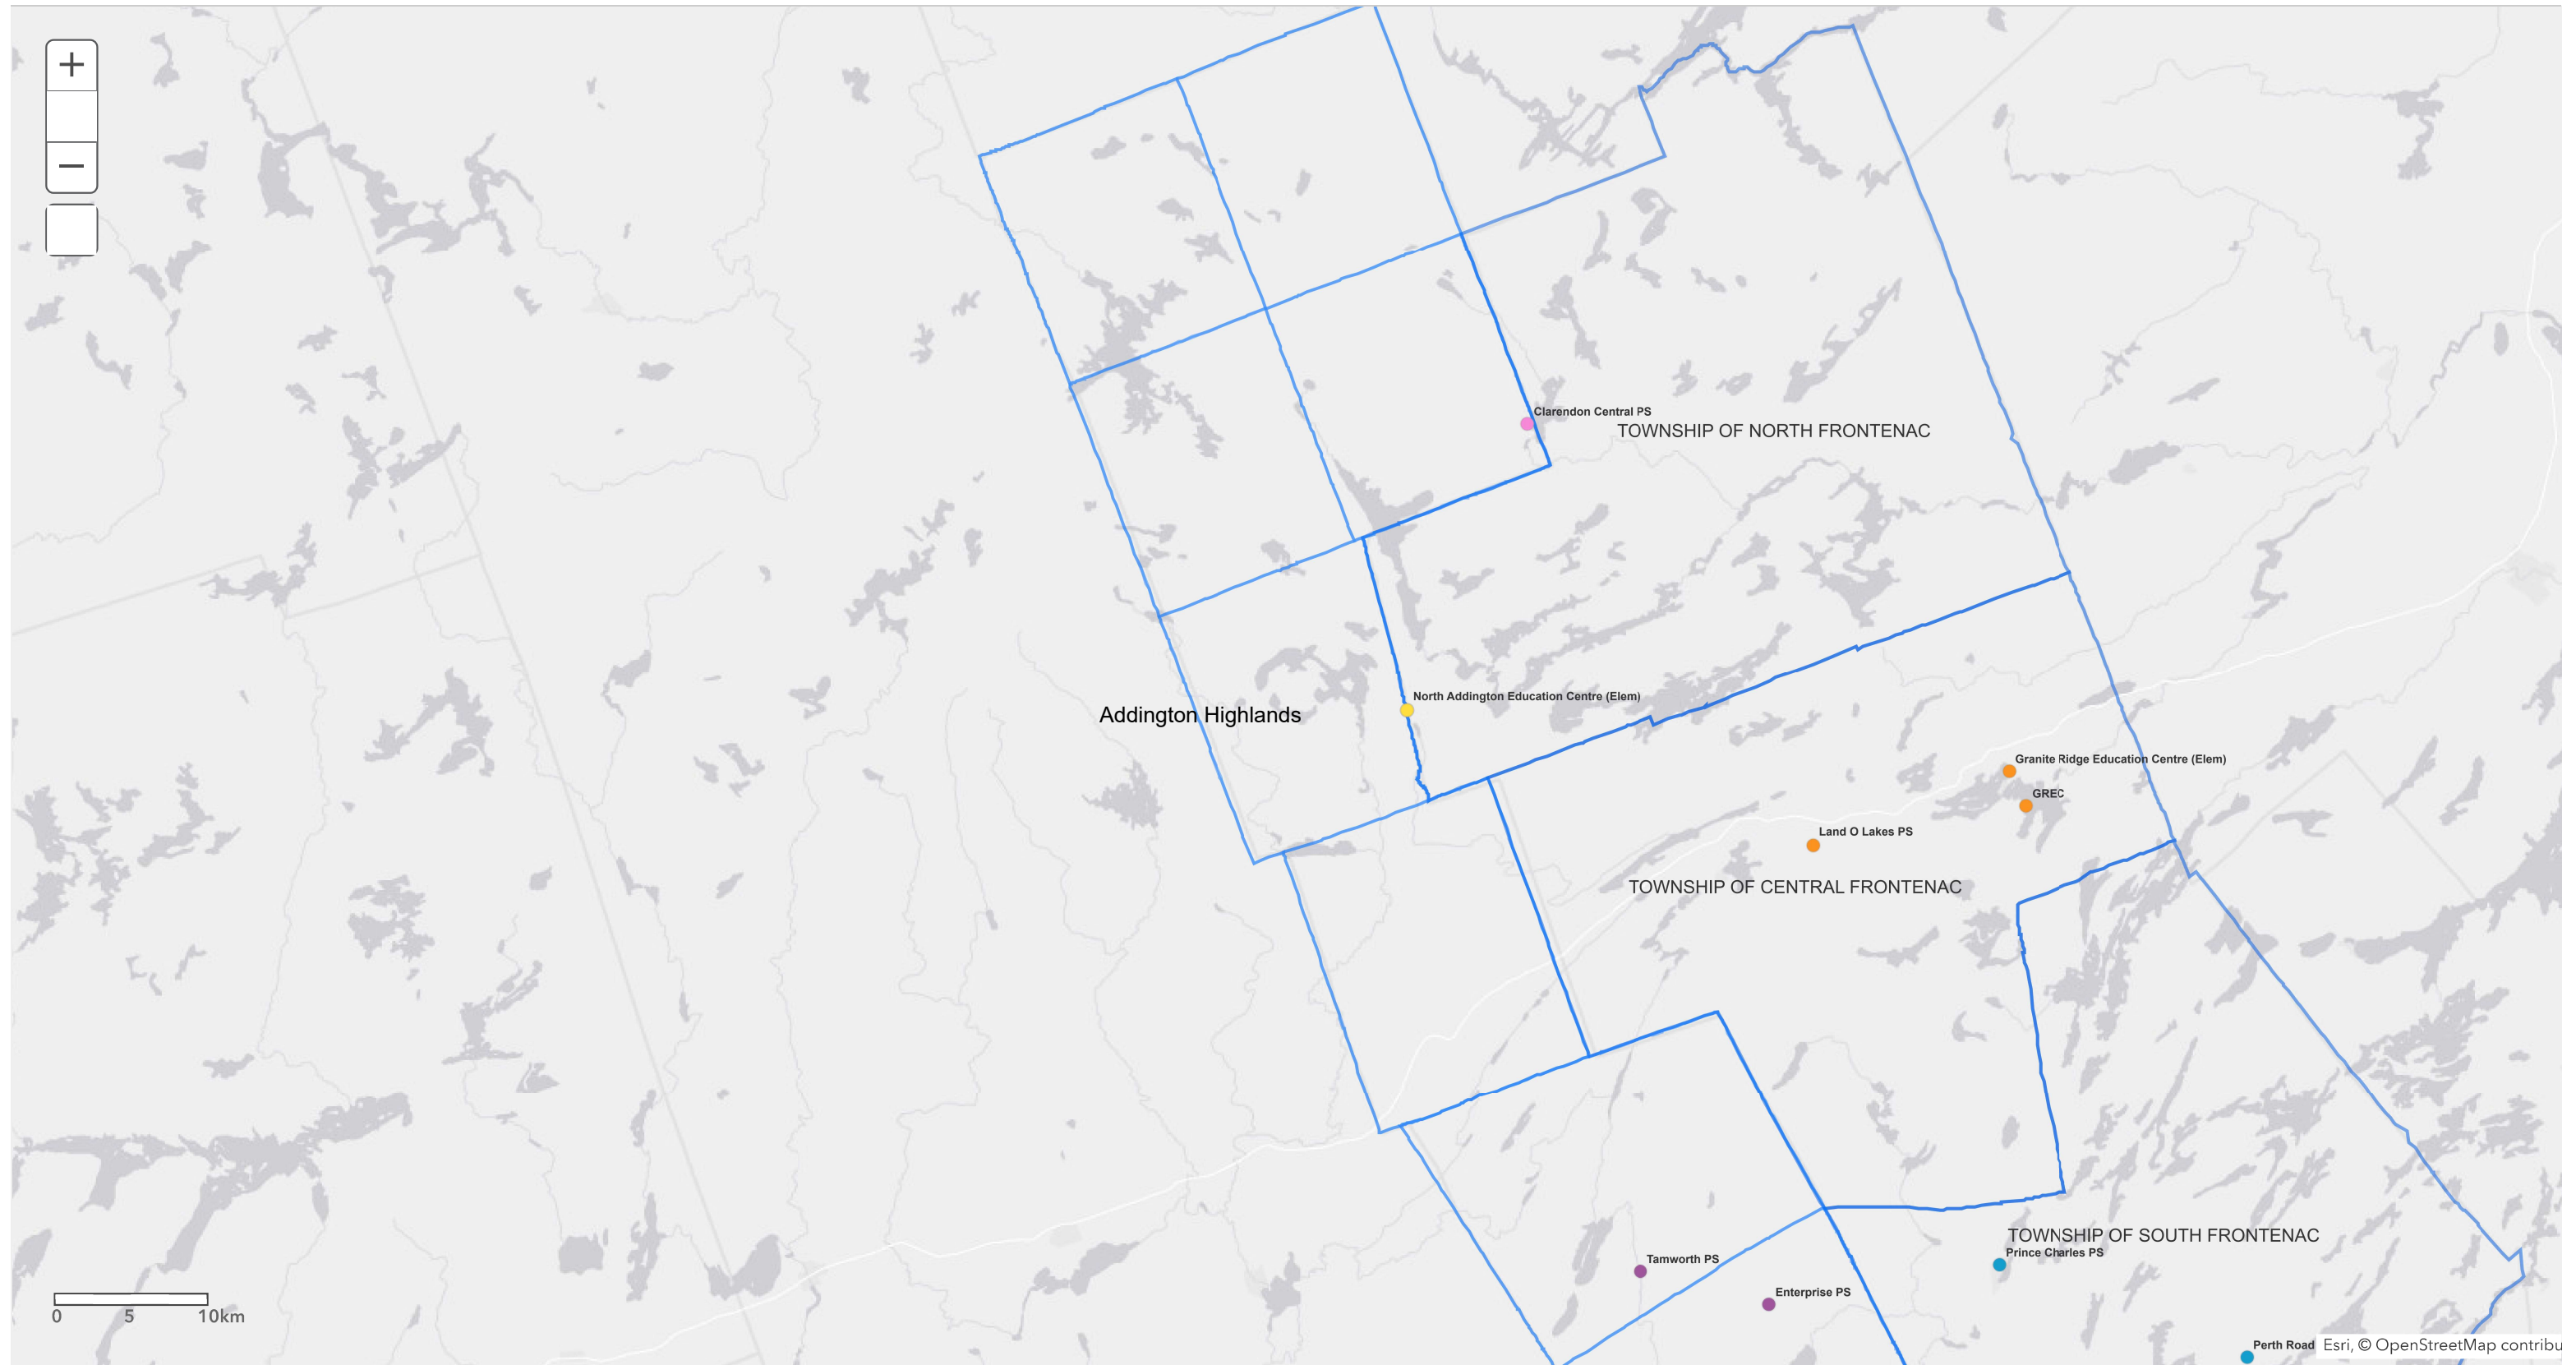 +
−
Clarendon Central PS
TOWNSHIP OF NORTH FRONTENAC
North Addington Education Centre (Elem)
Addington Highlands
Granite Ridge Education Centre (Elem)
GREC
Land O Lakes PS
TOWNSHIP OF CENTRAL FRONTENAC
TOWNSHIP OF SOUTH FRONTENAC
Prince Charles PS
Tamworth PS
Enterprise PS
0 5 10km
Perth Road
Esri, © OpenStreetMap contribu